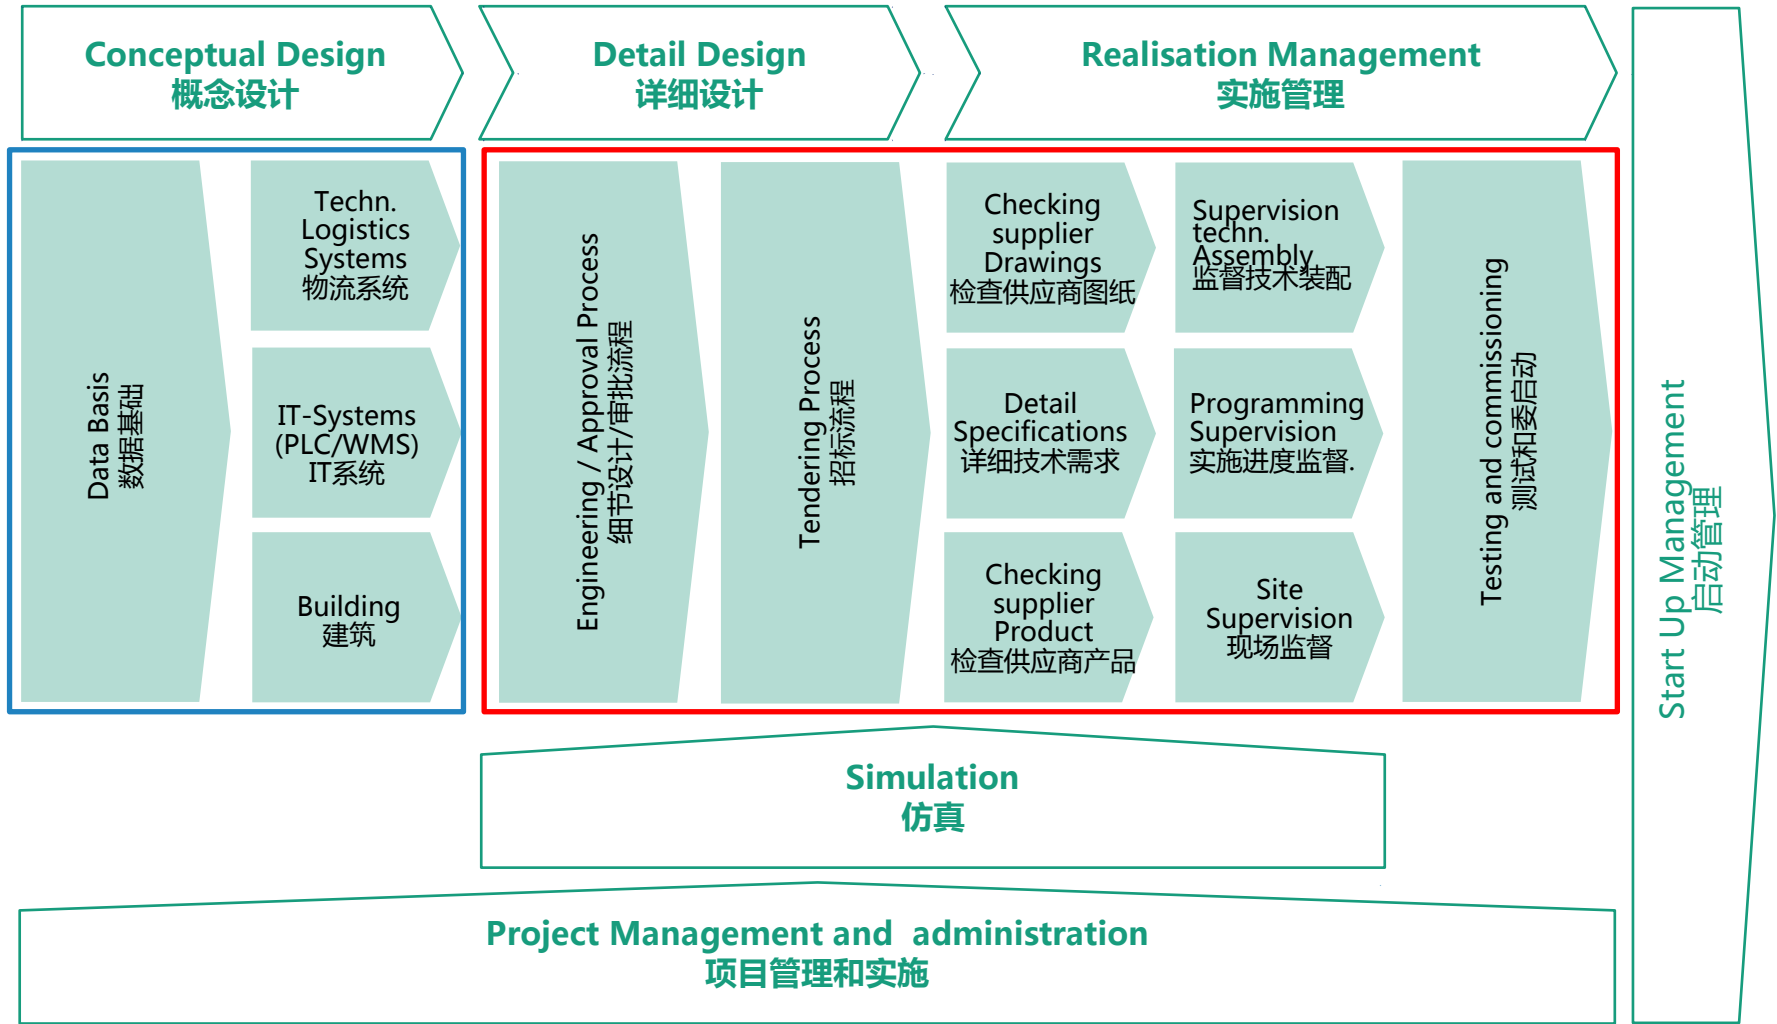 Conceptual Design
概念设计
Detail Design
详细设计
Realisation Management
实施管理
Data Basis
数据基础
Techn.
Logistics
Systems
物流系统
IT-Systems
(PLC/WMS)
IT系统
Building
建筑
Engineering / Approval Process
细节设计/审批流程
Tendering Process
招标流程
Checking
supplier
Drawings
检查供应商图纸
Detail
Specifications
详细技术需求
Checking
supplier
Product
检查供应商产品
Supervision
techn.
Assembly
监督技术装配
Programming
Supervision
实施进度监督.
Site
Supervision
现场监督
Testing and commissioning
测试和委启动
Start Up Management
启动管理
Simulation
仿真
Project Management and administration
项目管理和实施